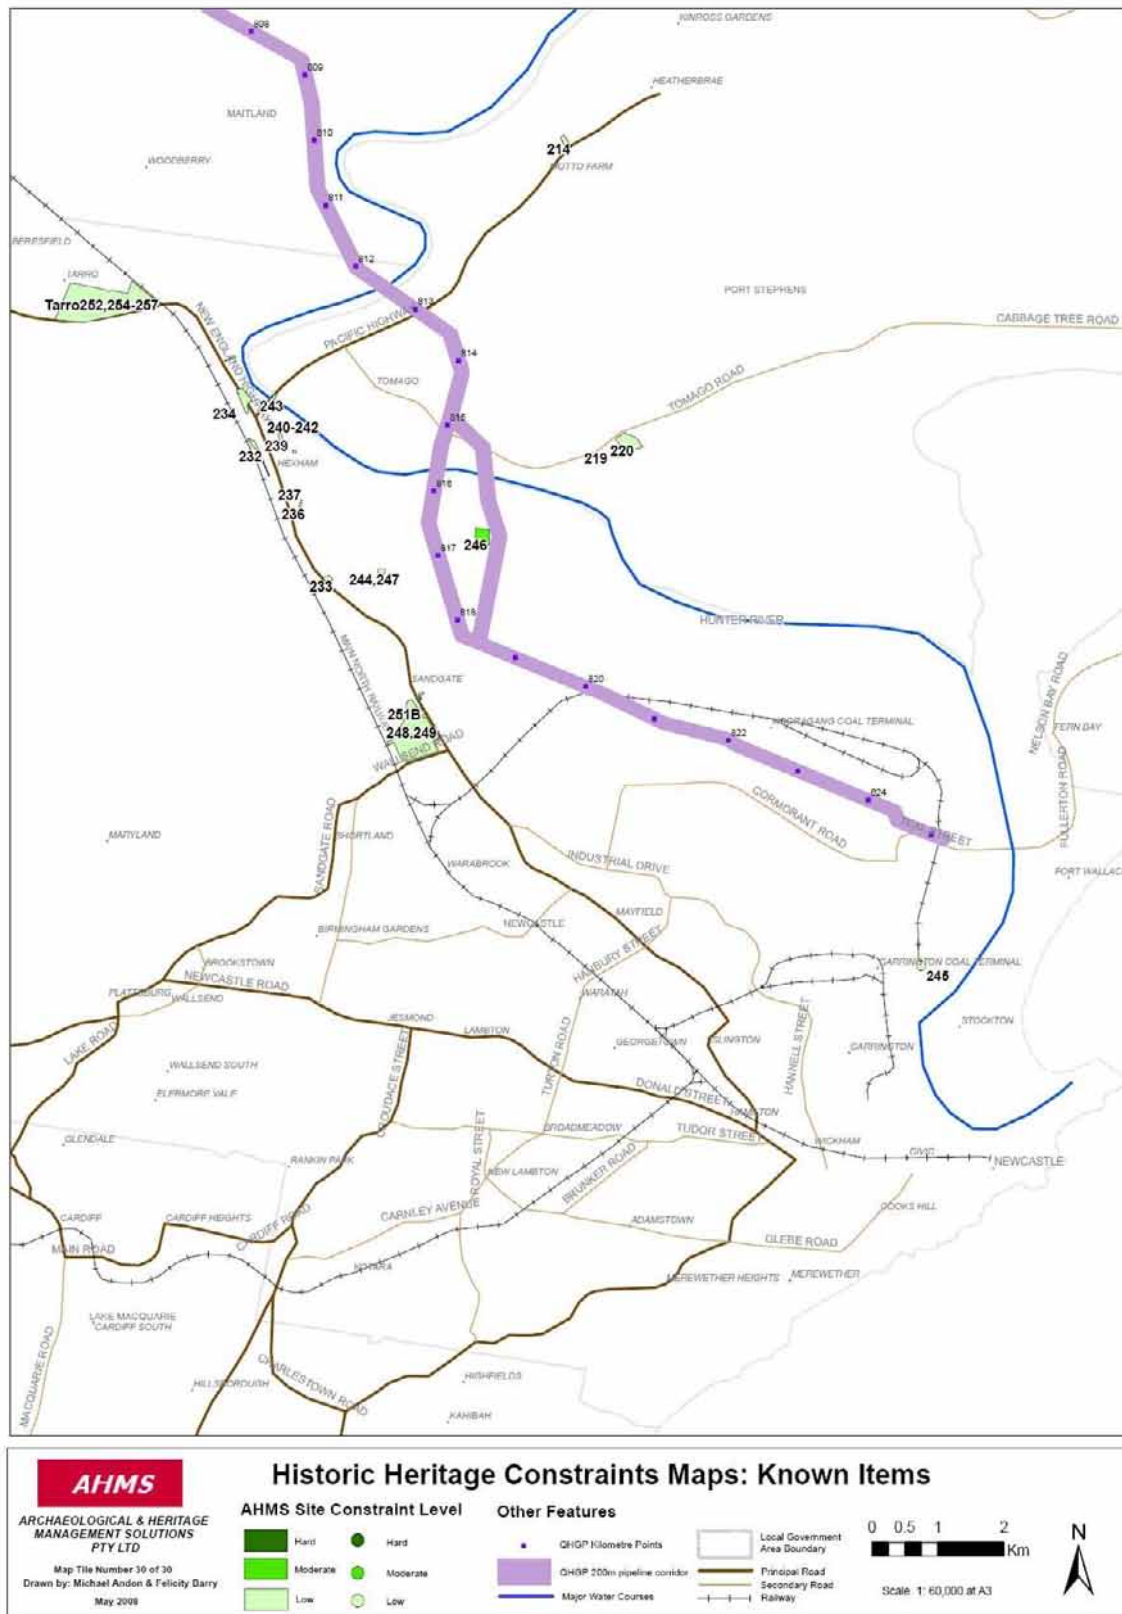 KINROSS GARDENS
808
809
HEATHERBRAE
MAITLAND
810
WOODBERRY
214
MOTTO FARM
811
BERESFIELD
812
TARRO
PORT STEPHENS
Tarro252,254-257
NEW ENGLAND HIGHWAY
813
PACIFIC HIGHWAY
CABBAGE TREE ROAD
814
TOMAGO
TOMAGO ROAD
234
243
240-242
815
239
232
HEXHAM
219
220
237
236
816
246
817
233
244,247
818
HUNTER RIVER
MAIN NORTH RAILWAY
SANDGATE
820
251B
248,249
WALLSEND ROAD
KOORAGANG COAL TERMINAL
822
NELSON BAY ROAD
FERN BAY
824
CORMORANT ROAD
TEAL STREET
FULLERTON ROAD
MARYLAND
SANDGATE ROAD
SHORTLAND
WARABROOK
INDUSTRIAL DRIVE
MAYFIELD
BIRMINGHAM GARDENS
NEWCASTLE
HANBURY STREET
BROOKSTOWN
NEWCASTLE ROAD
PLATTSBURG
WALLSEND
WARATAH
CARRINGTON COAL TERMINAL
245
JESMOND
LAMBTON
STOCKTON
LAKE ROAD
WALLSEND SOUTH
GEORGETOWN
ISLINGTON
HANNELL STREET
CARRINGTON
TURTON ROAD
ELERMORE VALE
CROUDACE STREET
DONALD STREET
HAMILTON
GLENDALE
BROADMEADOW
TUDOR STREET
WICKHAM
CIVIC
NEWCASTLE
RANKIN PARK
ROYAL STREET
NEW LAMBTON
BRUNKER ROAD
CARDIFF
CARDIFF HEIGHTS
CARDIFF ROAD
CARNLEY AVENUE
ADAMSTOWN
COOKS HILL
GLEBE ROAD
MAIN ROAD
KOTARA
MEREWETHER HEIGHTS
MEREWETHER
LAKE MACQUARIE
CARDIFF SOUTH
MACQUARIE ROAD
HILLSBOROUGH
CHARLESTOWN ROAD
HIGHFIELDS
KAHIBAH
AHMS
ARCHAEOLOGICAL & HERITAGE
MANAGEMENT SOLUTIONS
PTY LTD
Map Tile Number 30 of 30
Drawn by: Michael Andon & Felicity Barry
May 2008
Historic Heritage Constraints Maps: Known Items
AHMS Site Constraint Level
Hard
Hard
Moderate
Moderate
Low
Low
Other Features
QHGP Kilometre Points
QHGP 200m pipeline corridor
Major Water Courses
Local Government
Area Boundary
Principal Road
Secondary Road
Railway
0 0.5 1 2
Km
Scale 1: 60,000 at A3
N